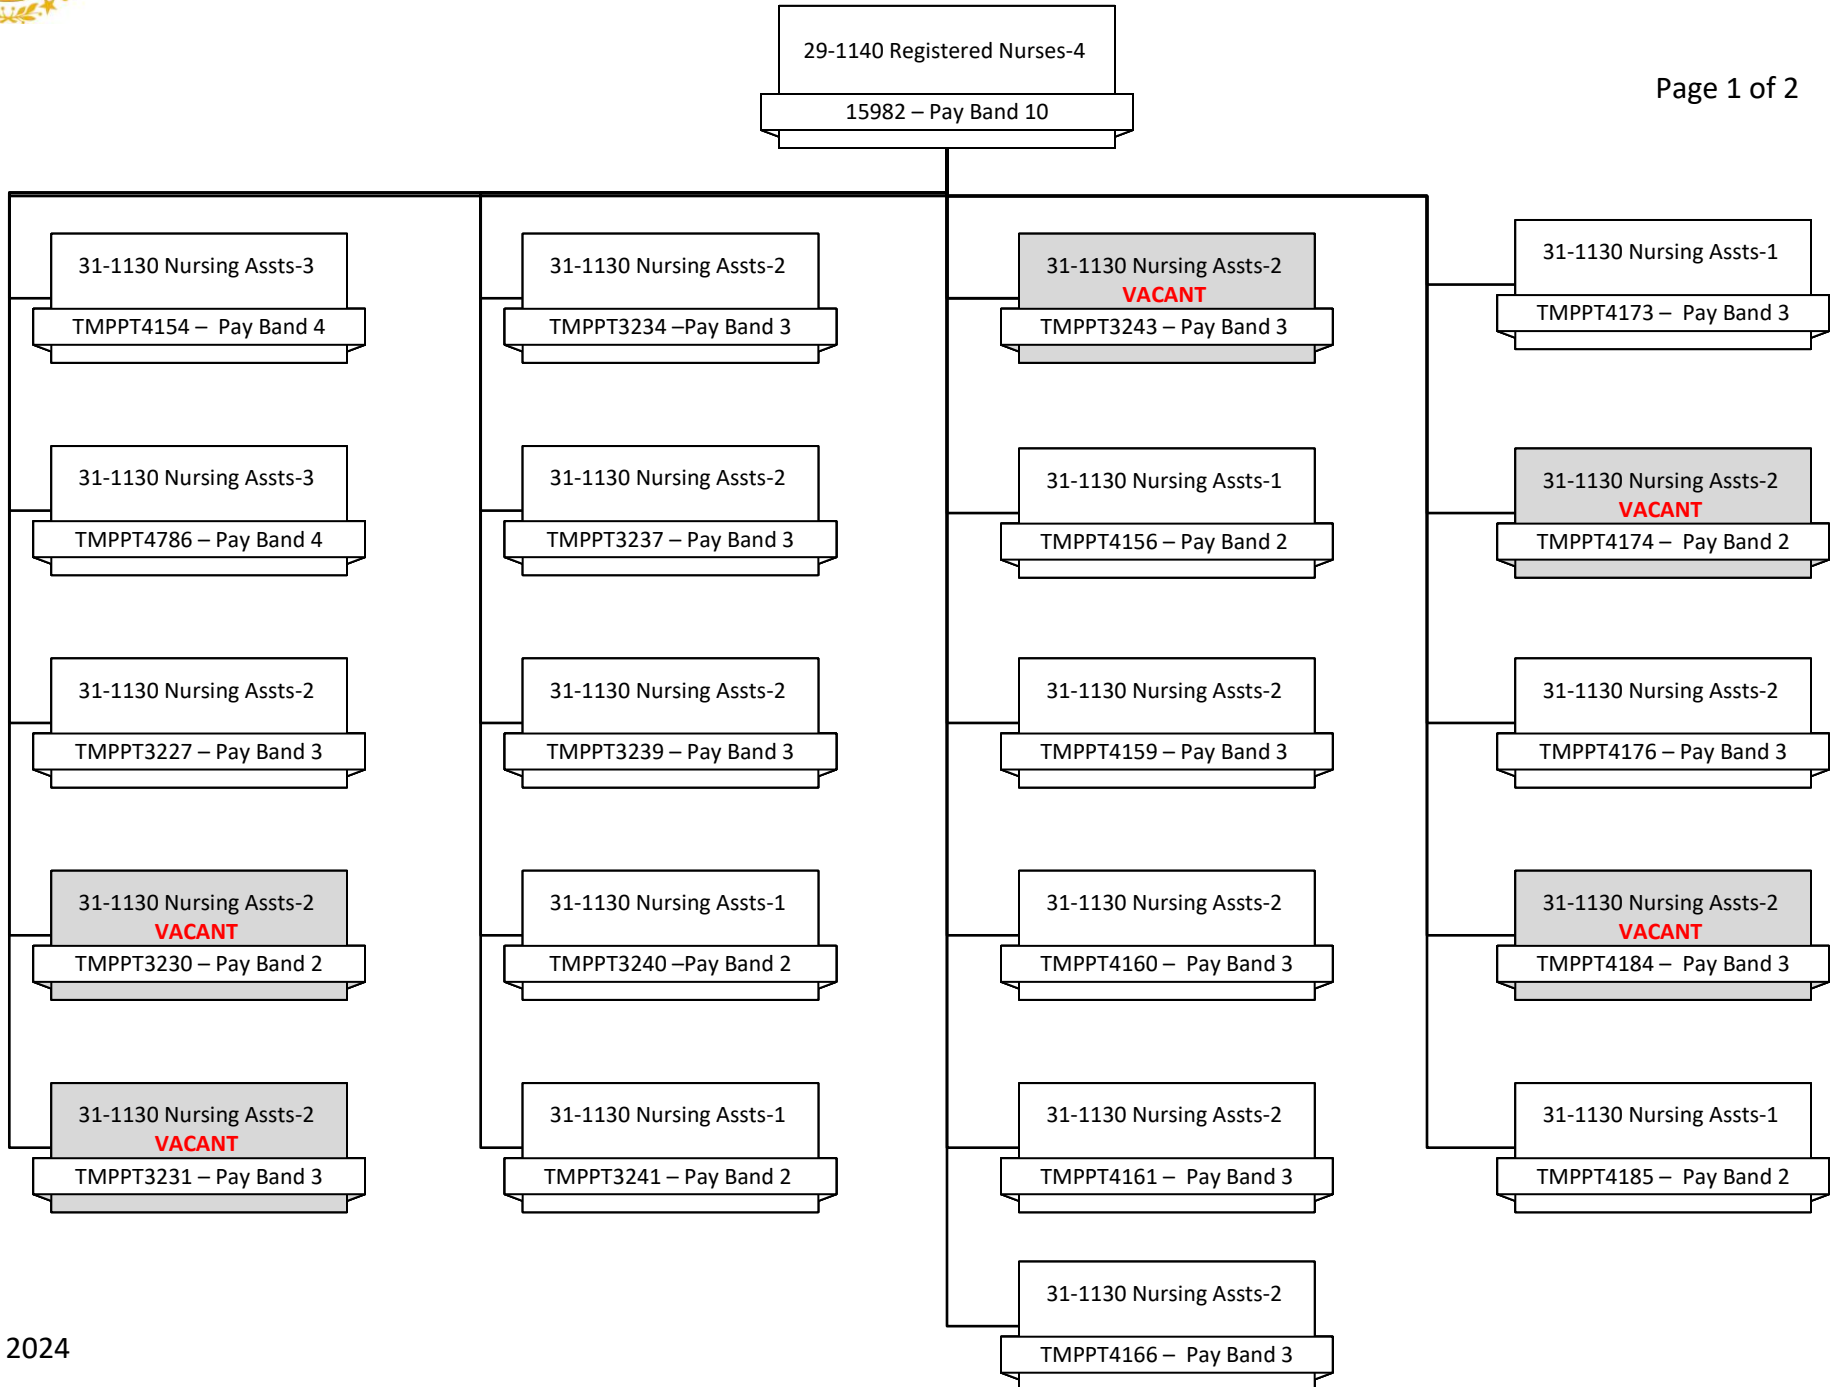 29-1140 Registered Nurses-4
15982 – Pay Band 10
Page 1 of 2
31-1130 Nursing Assts-3
TMPPT4154 – Pay Band 4
31-1130 Nursing Assts-3
TMPPT4786 – Pay Band 4
31-1130 Nursing Assts-2
TMPPT3227 – Pay Band 3
31-1130 Nursing Assts-2
VACANT
TMPPT3230 – Pay Band 2
31-1130 Nursing Assts-2
VACANT
TMPPT3231 – Pay Band 3
31-1130 Nursing Assts-2
TMPPT3234 –Pay Band 3
31-1130 Nursing Assts-2
TMPPT3237 – Pay Band 3
31-1130 Nursing Assts-2
TMPPT3239 – Pay Band 3
31-1130 Nursing Assts-1
TMPPT3240 –Pay Band 2
31-1130 Nursing Assts-1
TMPPT3241 – Pay Band 2
31-1130 Nursing Assts-2
VACANT
TMPPT3243 – Pay Band 3
31-1130 Nursing Assts-1
TMPPT4156 – Pay Band 2
31-1130 Nursing Assts-2
TMPPT4159 – Pay Band 3
31-1130 Nursing Assts-2
TMPPT4160 – Pay Band 3
31-1130 Nursing Assts-2
TMPPT4161 – Pay Band 3
31-1130 Nursing Assts-2
TMPPT4166 – Pay Band 3
31-1130 Nursing Assts-1
TMPPT4173 – Pay Band 3
31-1130 Nursing Assts-2
VACANT
TMPPT4174 – Pay Band 2
31-1130 Nursing Assts-2
TMPPT4176 – Pay Band 3
31-1130 Nursing Assts-2
VACANT
TMPPT4184 – Pay Band 3
31-1130 Nursing Assts-1
TMPPT4185 – Pay Band 2
2024